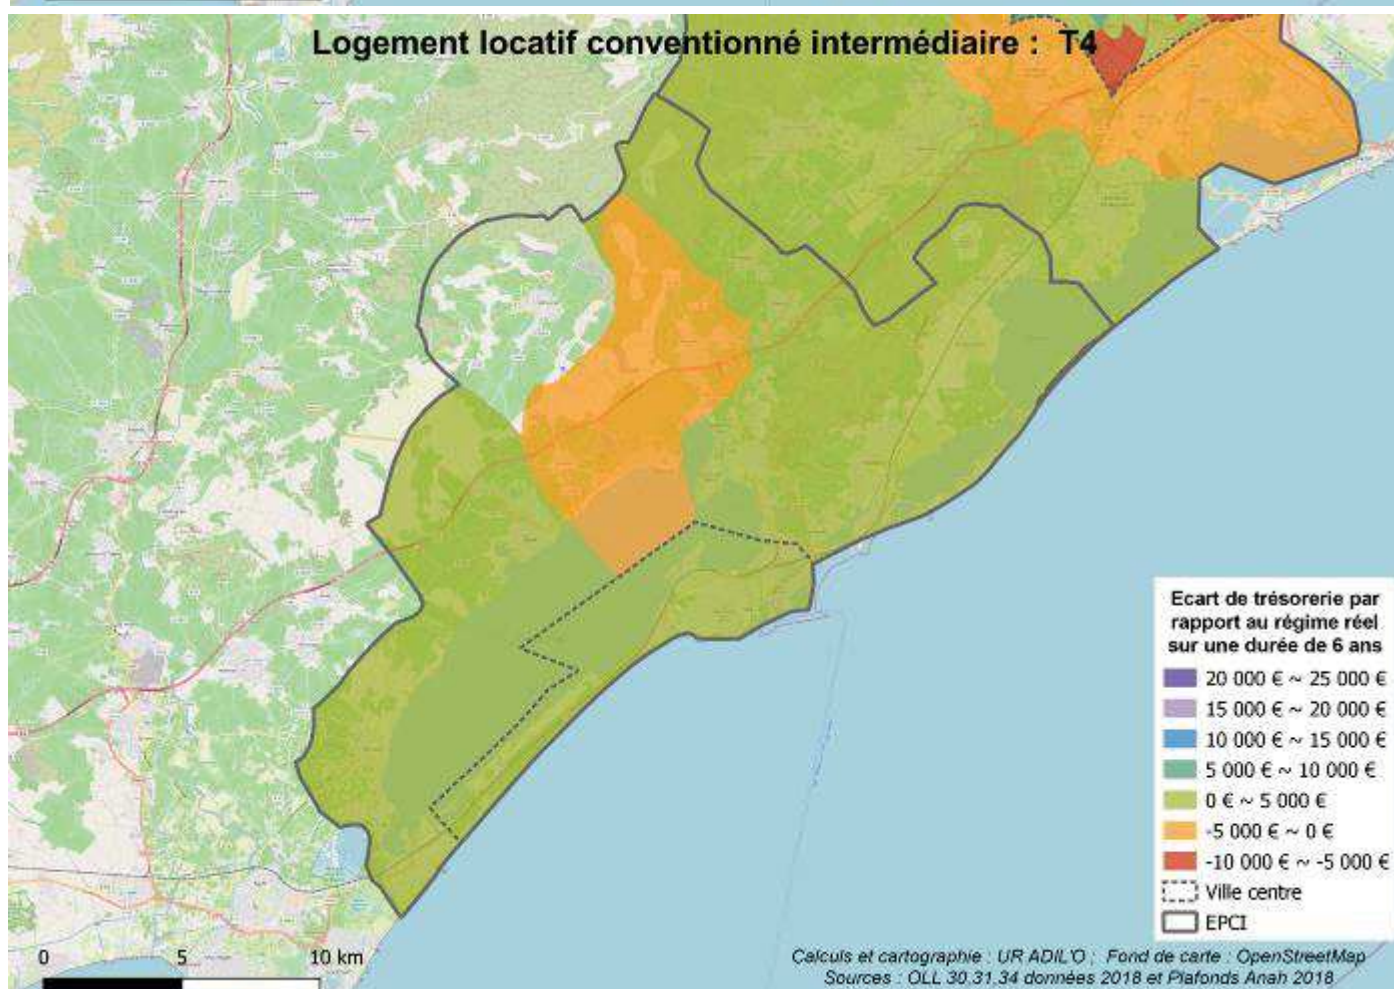 Logement locatif conventionné intermédiaire : T4
Ecart de trésorerie par
rapport au régime réel
sur une durée de 6 ans
20 000 € ~ 25 000 €
15 000 € ~ 20 000 €
10 000 € ~ 15 000 €
5 000 € ~ 10 000 €
0 € ~ 5 000 €
-5 000 € ~ 0 €
-10 000 € ~ -5 000 €
Ville centre
EPCI
0 5 10 km
Calculs et cartographie : UR ADIL'O ; Fond de carte : OpenStreetMap
Sources : OLL 30,31,34 données 2018 et Plafonds Anah 2018